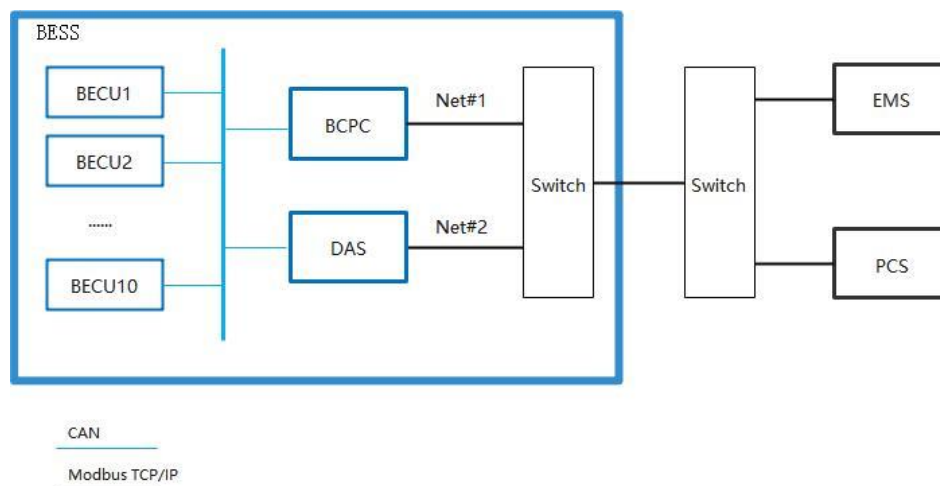 BESS
BECU1
BECU2
......
BECU10
BCPC
DAS
Net#1
Net#2
Switch
Switch
EMS
PCS
CAN
Modbus TCP/IP